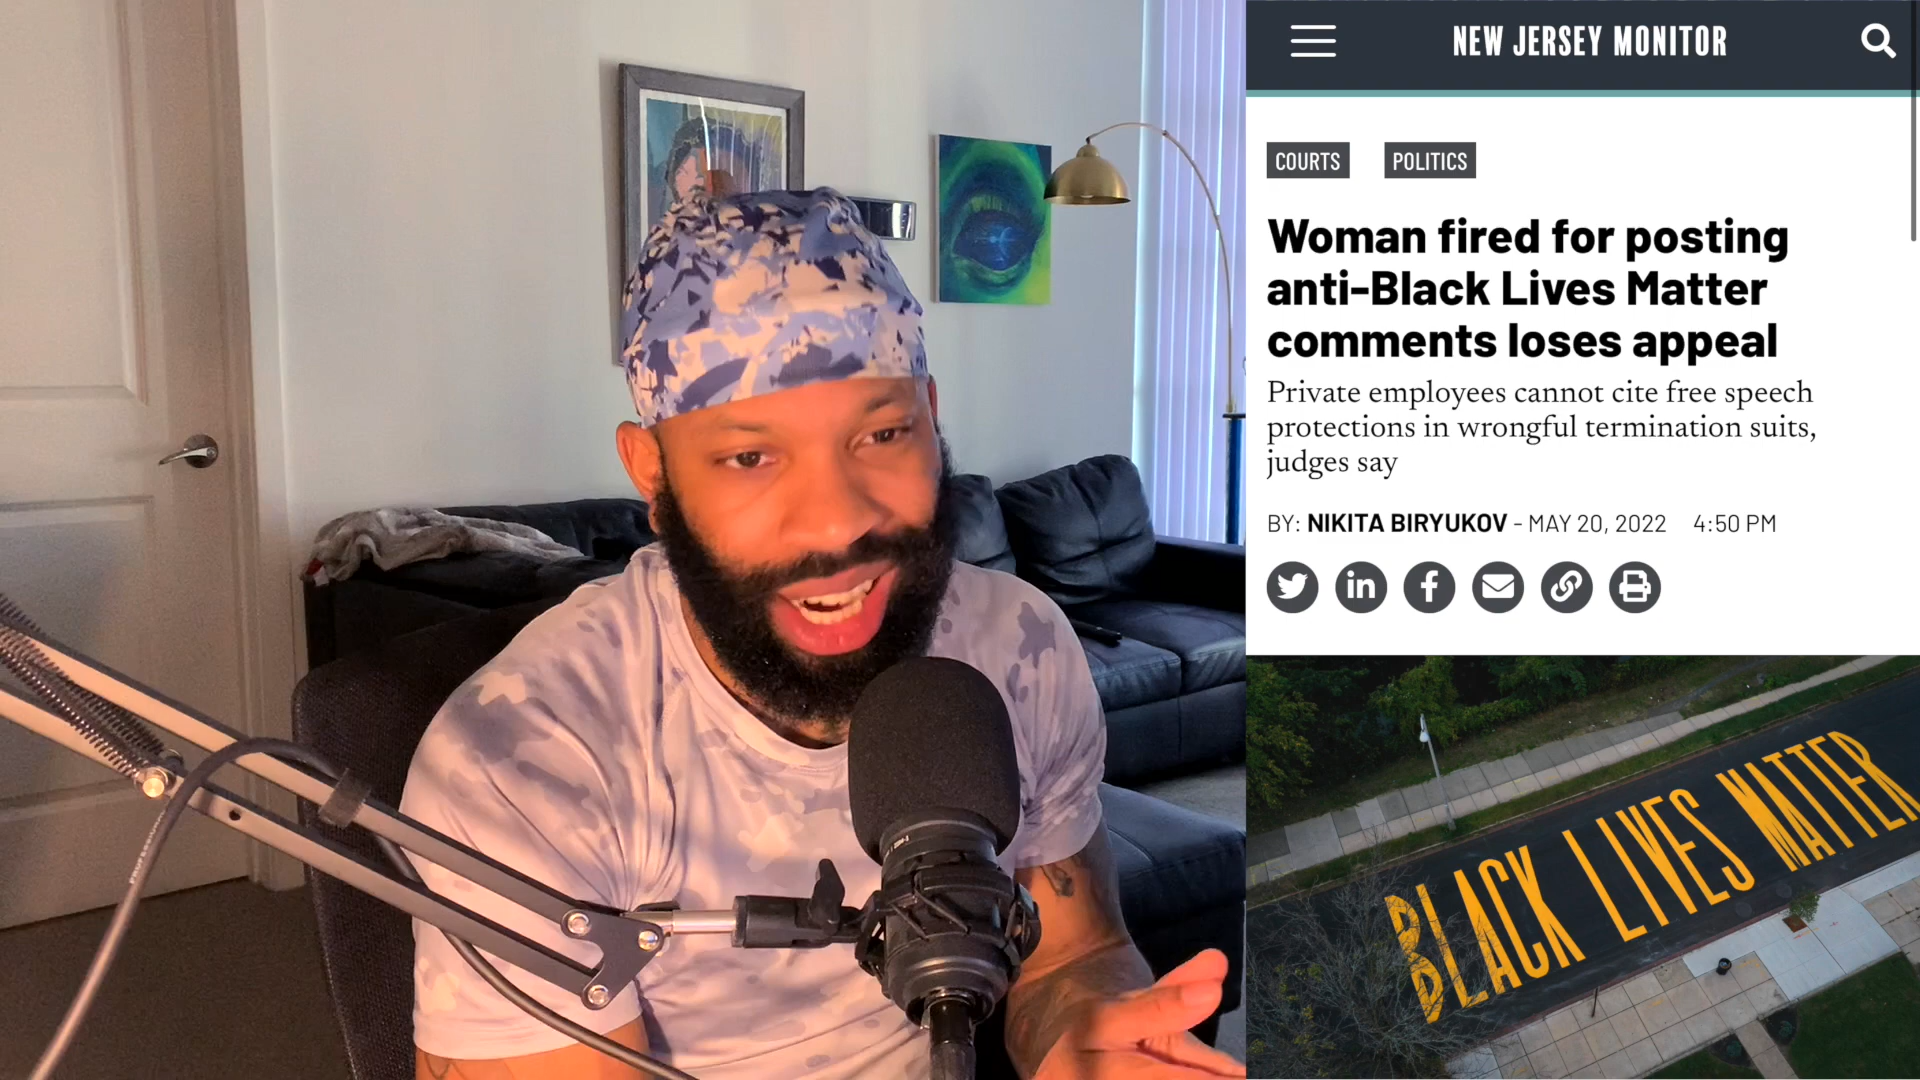 NEW JERSEY MONITOR
COURTS POLITICS
Woman fired for posting
anti-Black Lives Matter
comments loses appeal
Private employees cannot cite free speech
protections in wrongful termination suits,
judges say
BY: NIKITA BIRYUKOV - MAY 20, 2022 4:50 PM
BLACK LIVES MATTER